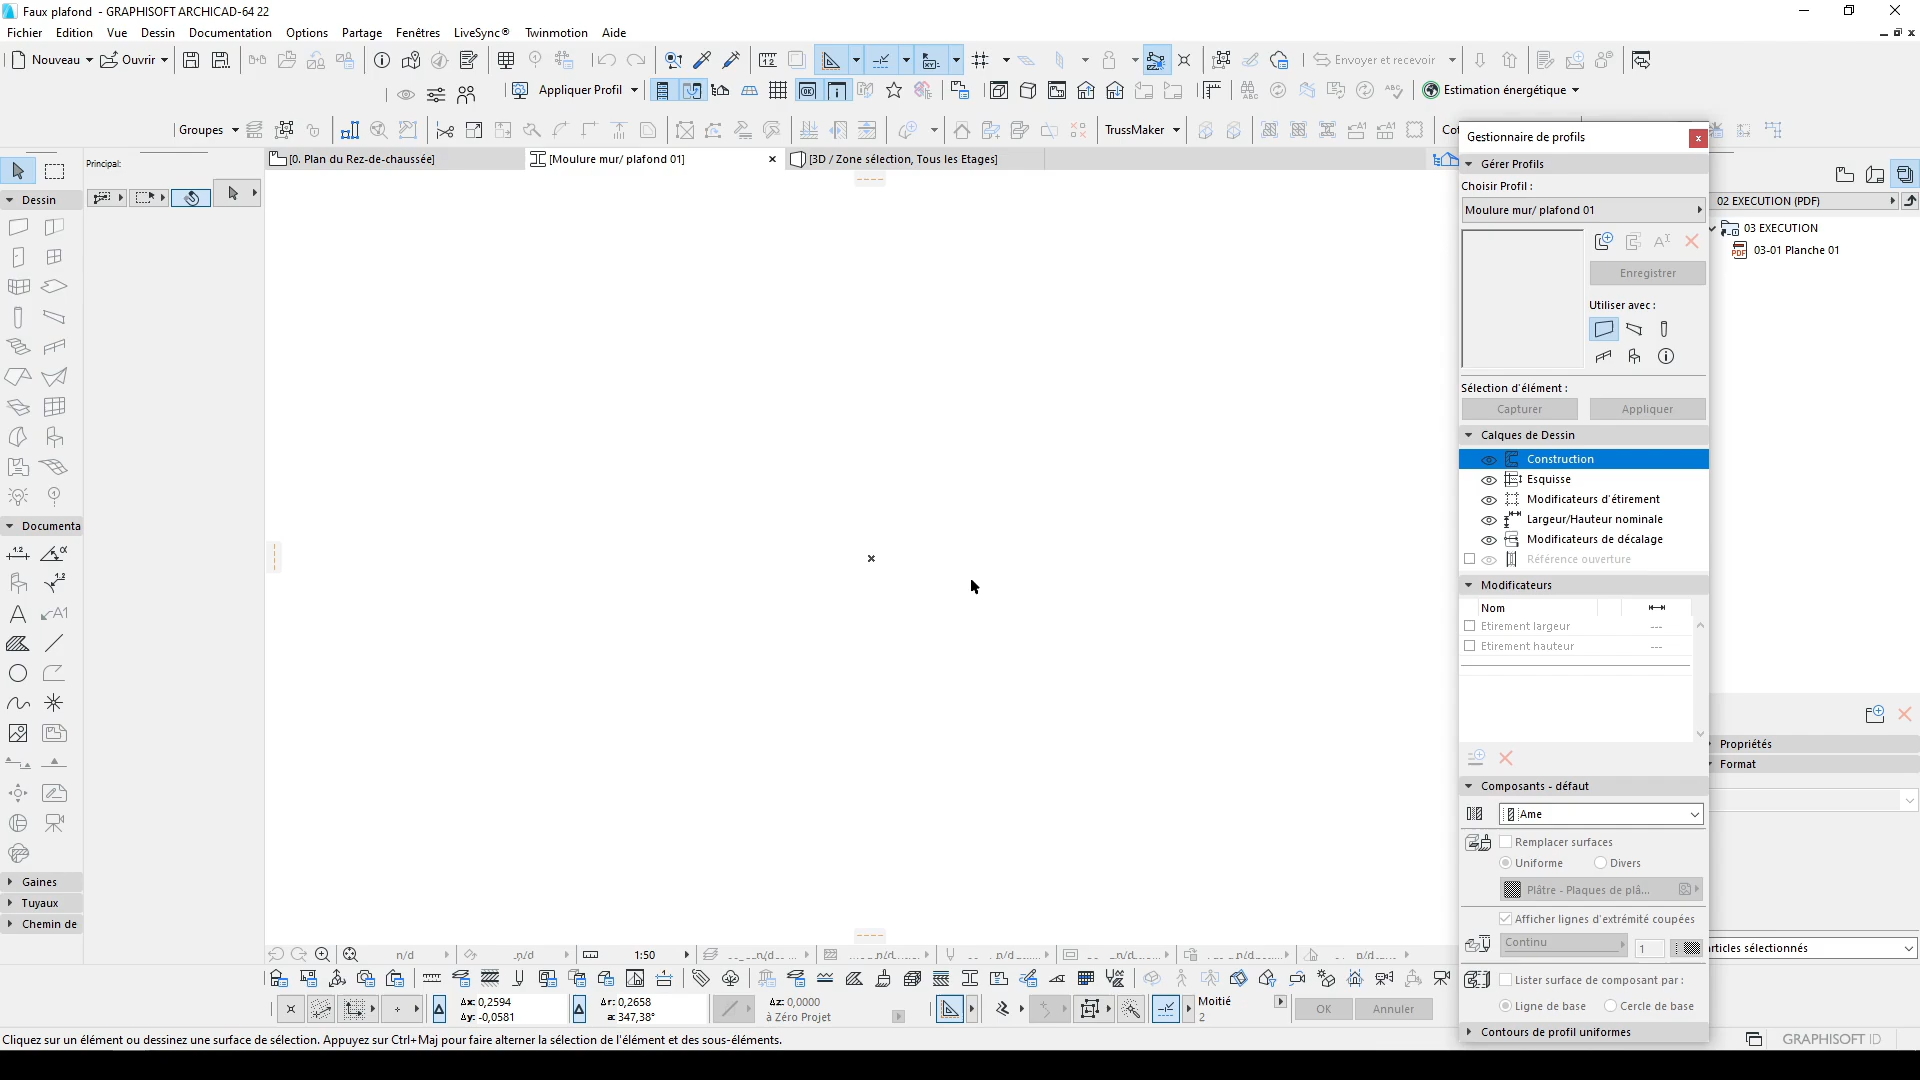 Faux plafond - GRAPHISOFT ARCHICAD-64 22
Fichier Edition Vue Dessin Documentation Options Partage Fenêtres LiveSync® Twinmotion Aide
Nouveau Ouvrir Envoyer et recevoir
Appliquer Profil Estimation énergétique
Groupes TrussMaker
Principal:
[0. Plan du Rez-de-chaussée] [Moulure mur/ plafond 01] [3D / Zone sélection, Tous les Etages]
Dessin
Documenta
Gaines
Tuyaux
Chemin de
Gestionnaire de profils
Gérer Profils
Choisir Profil :
Moulure mur/ plafond 01
Enregistrer
Utiliser avec :
Sélection d'élément :
Capturer Appliquer
Calques de Dessin
Construction
Esquisse
Modificateurs d'étirement
Largeur/Hauteur nominale
Modificateurs de décalage
Référence ouverture
Modificateurs
Nom
Etirement largeur ---
Etirement hauteur ---
Composants - défaut
Ame
Remplacer surfaces
Uniforme Divers
Plâtre - Plaques de plâ...
Afficher lignes d'extrémité coupées
Continu 1
Lister surface de composant par :
Ligne de base Cercle de base
Contours de profil uniformes
02 EXECUTION (PDF)
03 EXECUTION
03-01 Planche 01
Propriétés
Format
articles sélectionnés
n/d 1:50
Δx: 0,2594
Δy: -0,0581
Δr: 0,2658
a: 347,38°
Δz: 0,0000
à Zéro Projet
Moitié
2
OK Annuler
Cliquez sur un élément ou dessinez une surface de sélection. Appuyez sur Ctrl+Maj pour faire alterner la sélection de l'élément et des sous-éléments.
GRAPHISOFT ID